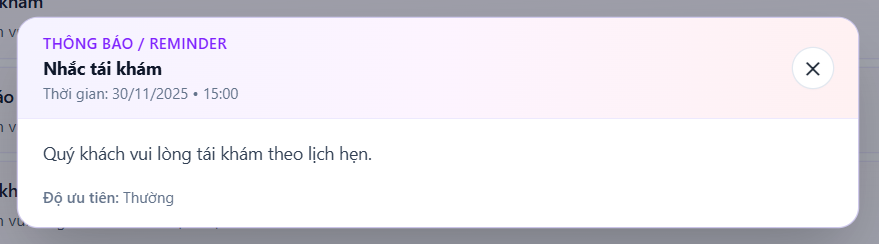 khám
THÔNG BÁO / REMINDER
Nhắc tái khám
Thời gian: 30/11/2025 • 15:00
Quý khách vui lòng tái khám theo lịch hẹn.
Độ ưu tiên: Thường